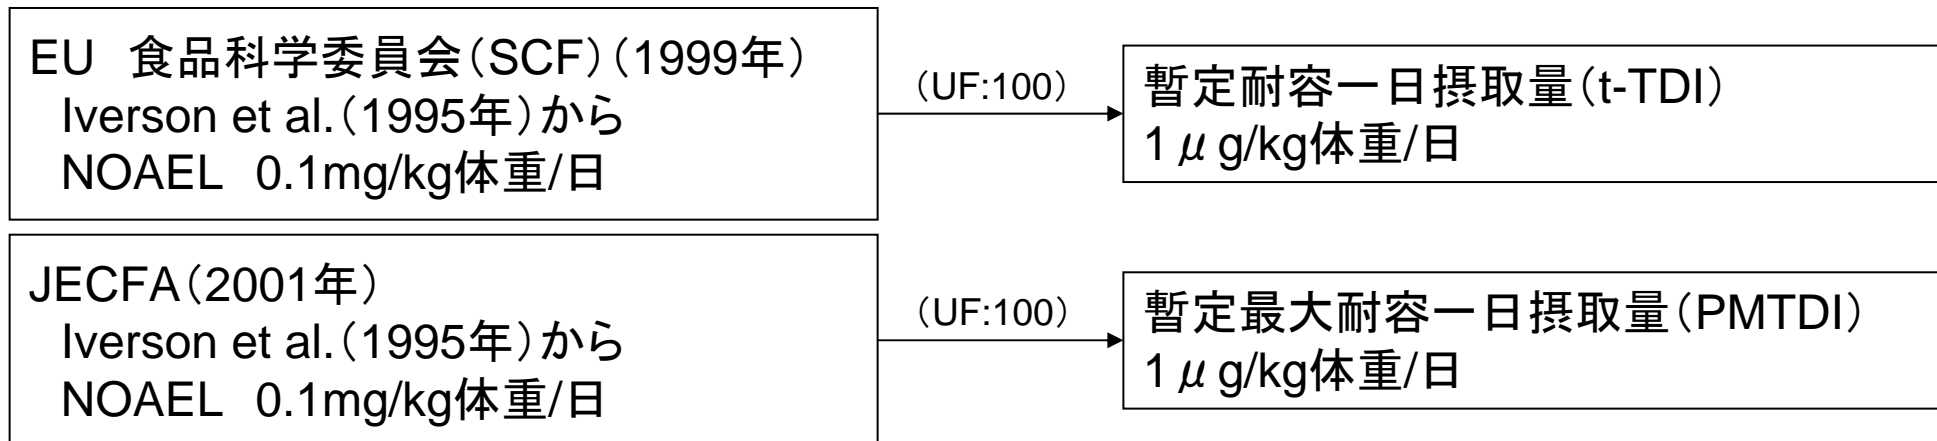 EU 食品科学委員会(SCF)(1999年)
Iverson et al.(1995年)から
NOAEL 0.1mg/kg体重/日
(UF:100)
暫定耐容一日摂取量(t-TDI)
1μg/kg体重/日
JECFA(2001年)
Iverson et al.(1995年)から
NOAEL 0.1mg/kg体重/日
(UF:100)
暫定最大耐容一日摂取量(PMTDI)
1μg/kg体重/日